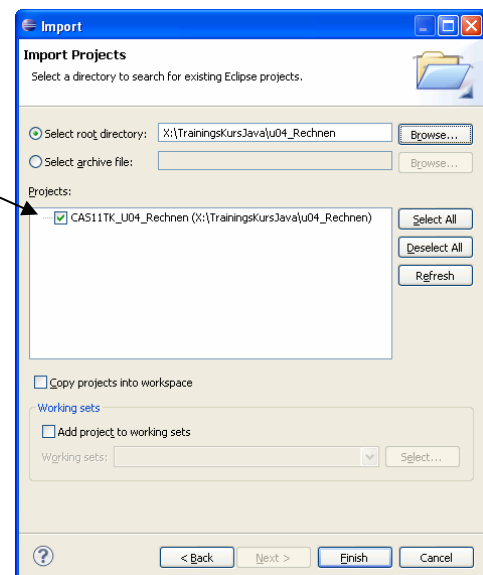 Import
Import Projects
Select a directory to search for existing Eclipse projects.
Select root directory: X:\TrainingsKursJava\u04_Rechnen Browse...
Select archive file: Browse...
Projects:
CAS11TK_U04_Rechnen (X:\TrainingsKursJava\u04_Rechnen) Select All
Deselect All
Refresh
Copy projects into workspace
Working sets
Add project to working sets
Working sets: Select...
? < Back Next > Finish Cancel